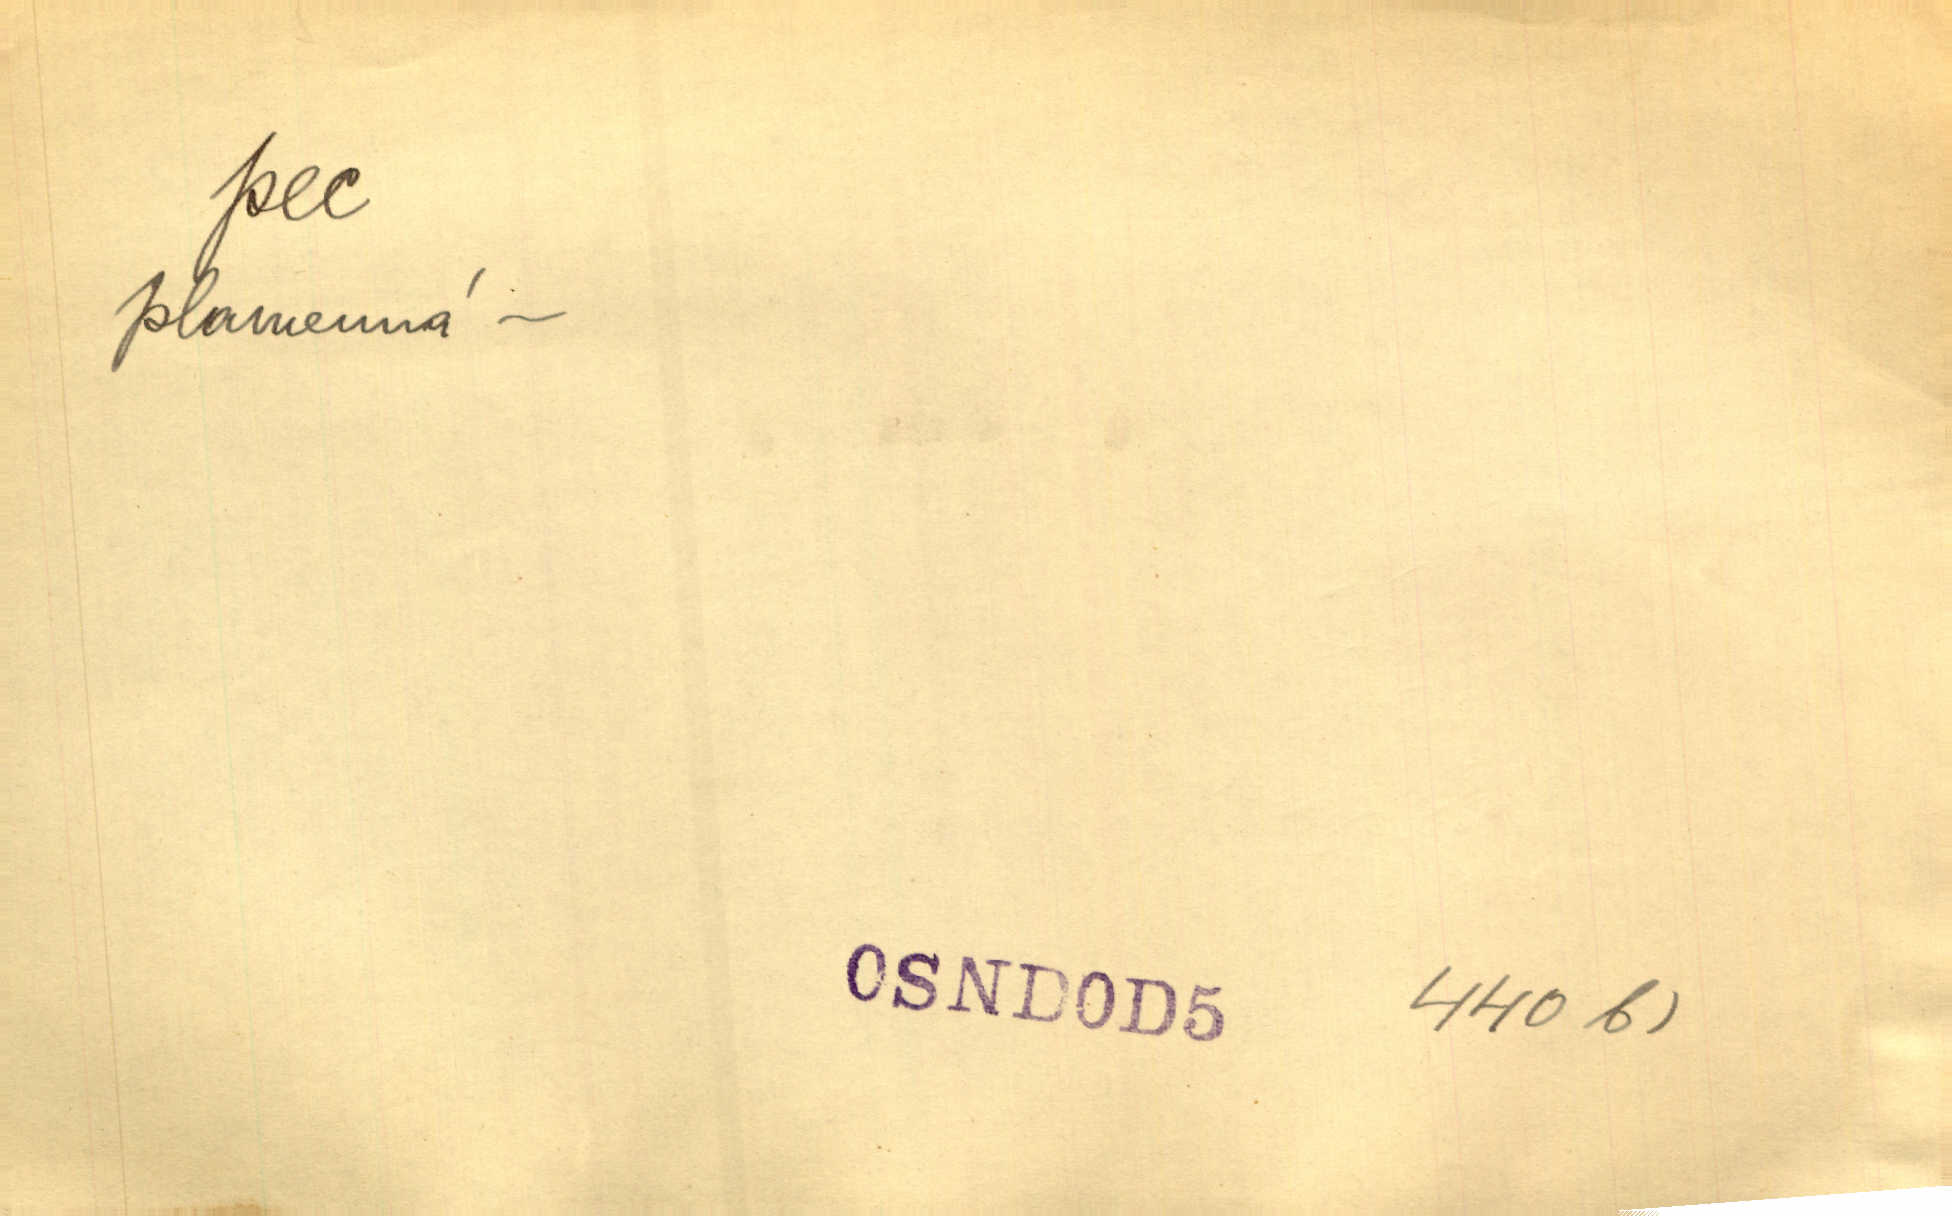 pec
plamenná ~
OSNDOD5 440 b)